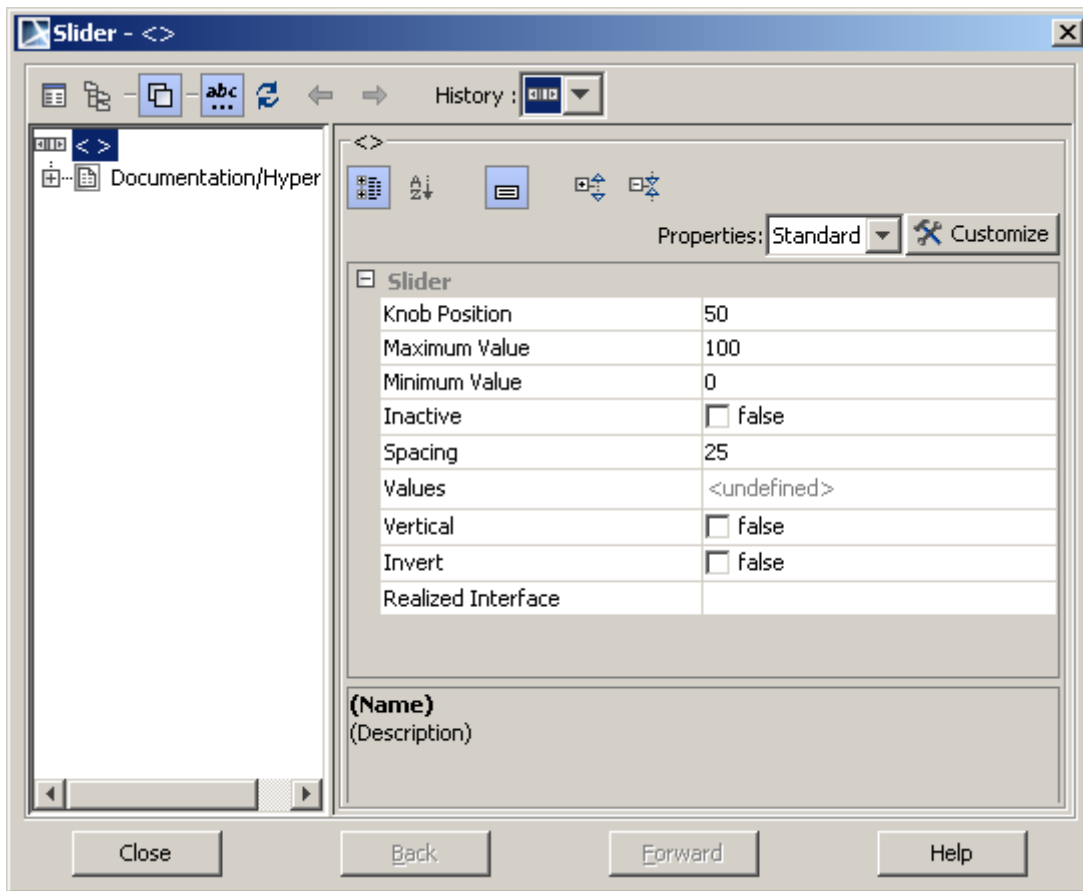 Slider - <>
abc
...
History :
< >
Documentation/Hyper
<>
A
Z
Properties: Standard Customize
Slider
Knob Position 50
Maximum Value 100
Minimum Value 0
Inactive false
Spacing 25
Values <undefined>
Vertical false
Invert false
Realized Interface
(Name)
(Description)
Close Back Forward Help